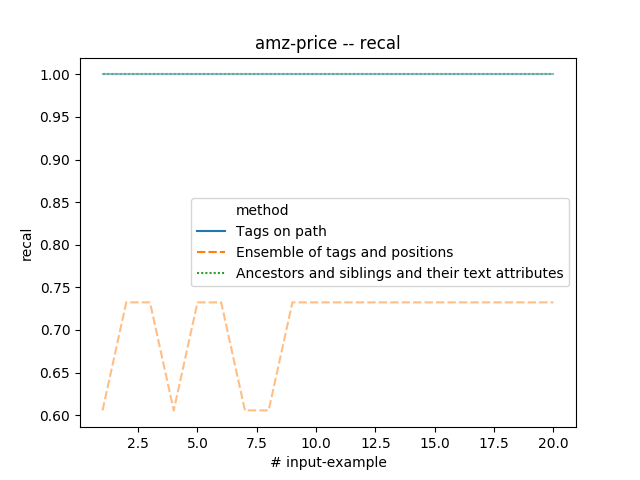 amz-price -- recal
1.00
0.95
0.90
0.85
0.80
0.75
0.70
0.65
0.60
recal
method
Tags on path
Ensemble of tags and positions
Ancestors and siblings and their text attributes
2.5 5.0 7.5 10.0 12.5 15.0 17.5 20.0
# input-example